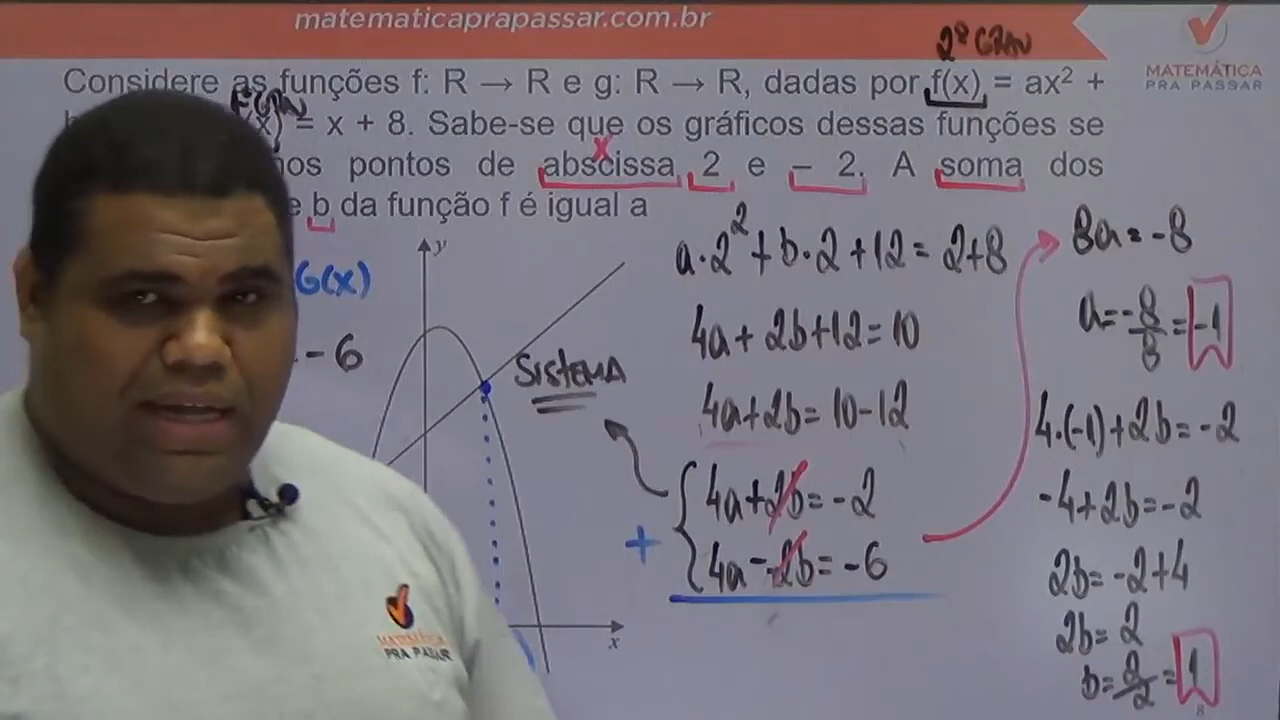 matematicaprapassar.com.br
2º GRAU
MATEMÁTICA
PRA PASSAR
Considere as funções f: R → R e g: R → R, dadas por f(x) = ax² +
= x + 8. Sabe-se que os gráficos dessas funções se
x
nos pontos de abscissa 2 e – 2. A soma dos
e b da função f é igual a
G(x)
- 6
y
SISTEMA
x
a·2² + b·2 + 12 = 2+8
4a + 2b + 12 = 10
4a + 2b = 10 - 12
4a + 2b = -2
+
4a - 2b = -6
8a = -8
a = -8/8 = -1
4·(-1) + 2b = -2
-4 + 2b = -2
2b = -2 + 4
2b = 2
b = 2/2 = 1
8
MATEMÁTICA
PRA PASSAR